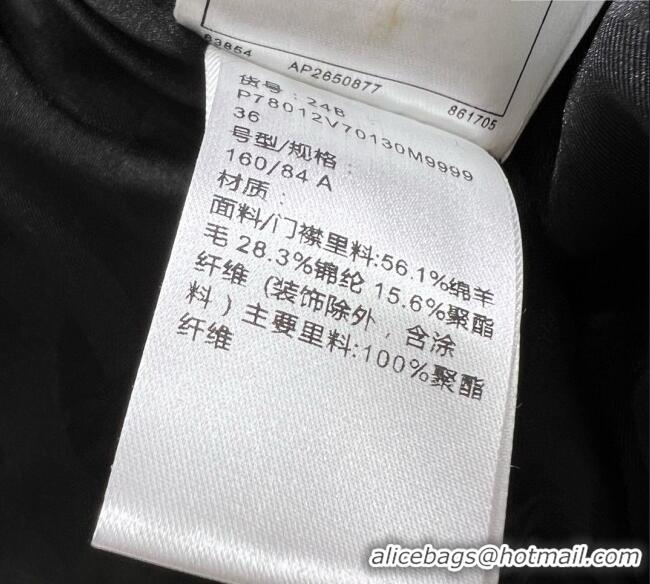 83854 AP2650877 861705
货号：24B
P78012V70130M9999
36
号型/规格：
160/84 A
材质：
面料/门襟里料:56.1%绵羊
毛 28.3%锦纶 15.6%聚酯
纤维（装饰除外，含涂
料）主要里料:100%聚酯
纤维
alicebags@hotmail.com